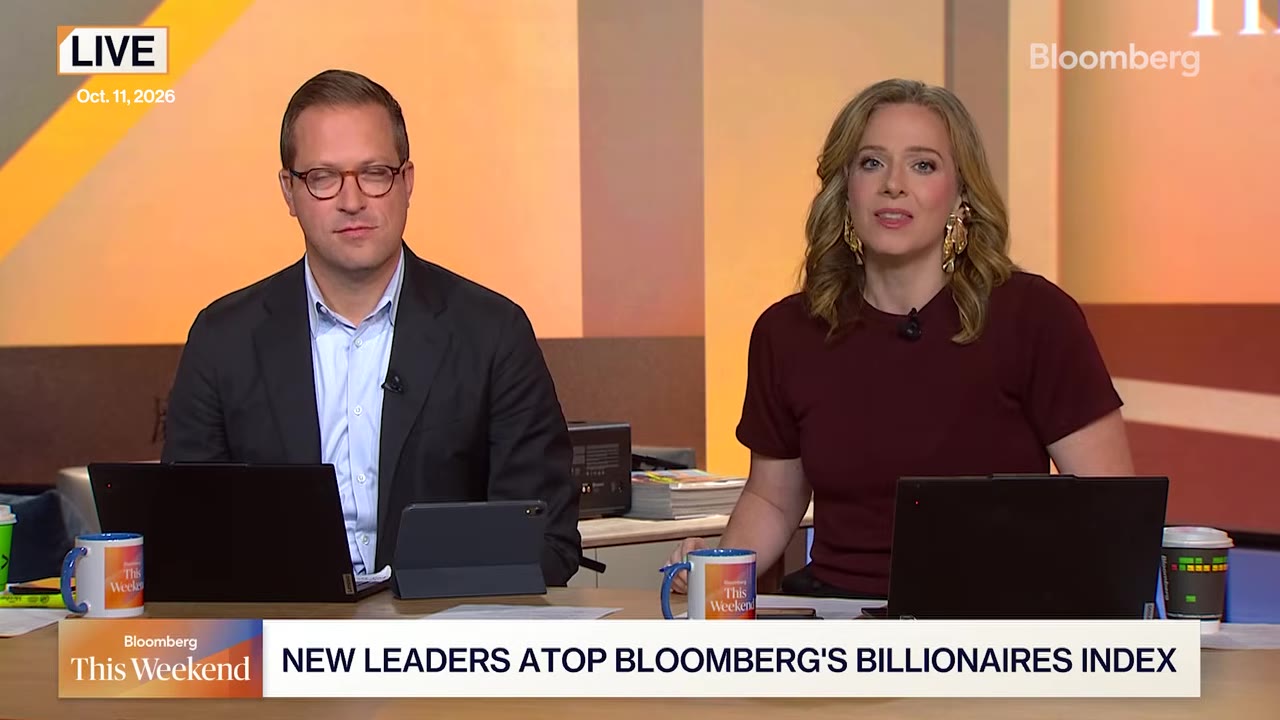 LIVE
Oct. 11, 2026
Bloomberg
Bloomberg
This
Weekend
Bloomberg
This
Weekend
Bloomberg
This Weekend
NEW LEADERS ATOP BLOOMBERG'S BILLIONAIRES INDEX